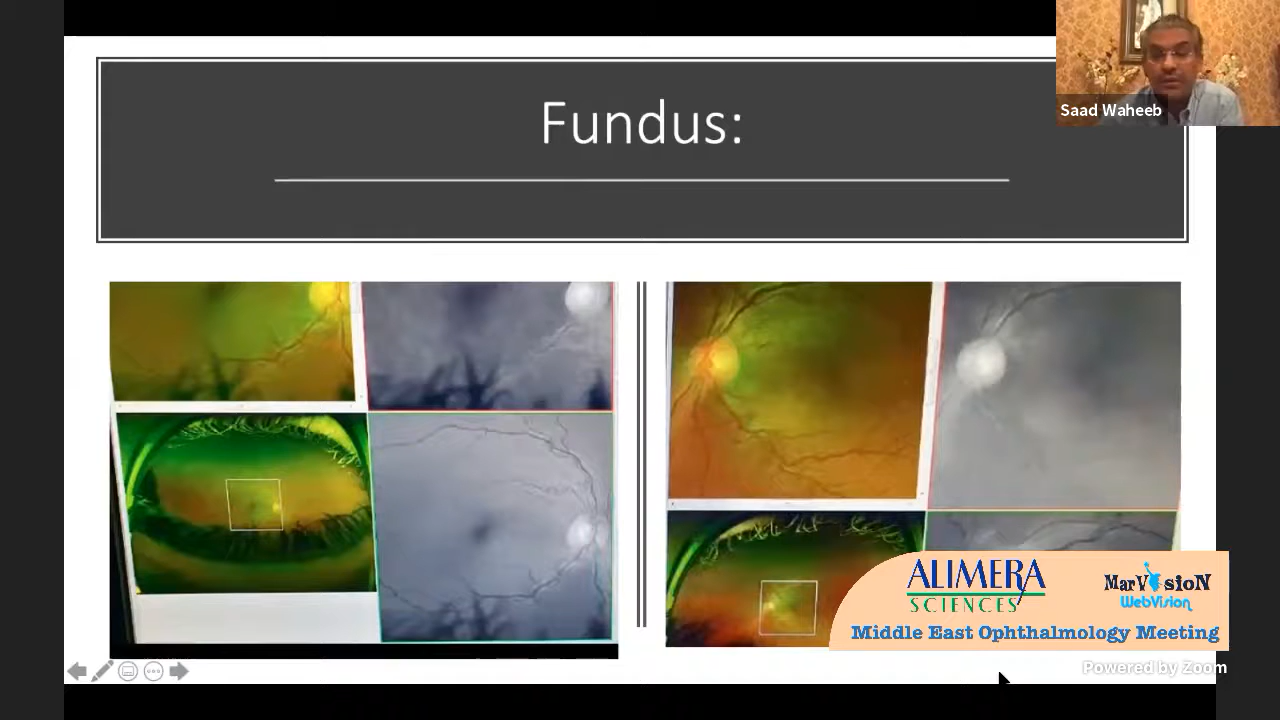 Fundus:
Saad Waheeb
ALIMERA
SCIENCES
MarVisioN
WebVision
Middle East Ophthalmology Meeting
Powered by Zoom